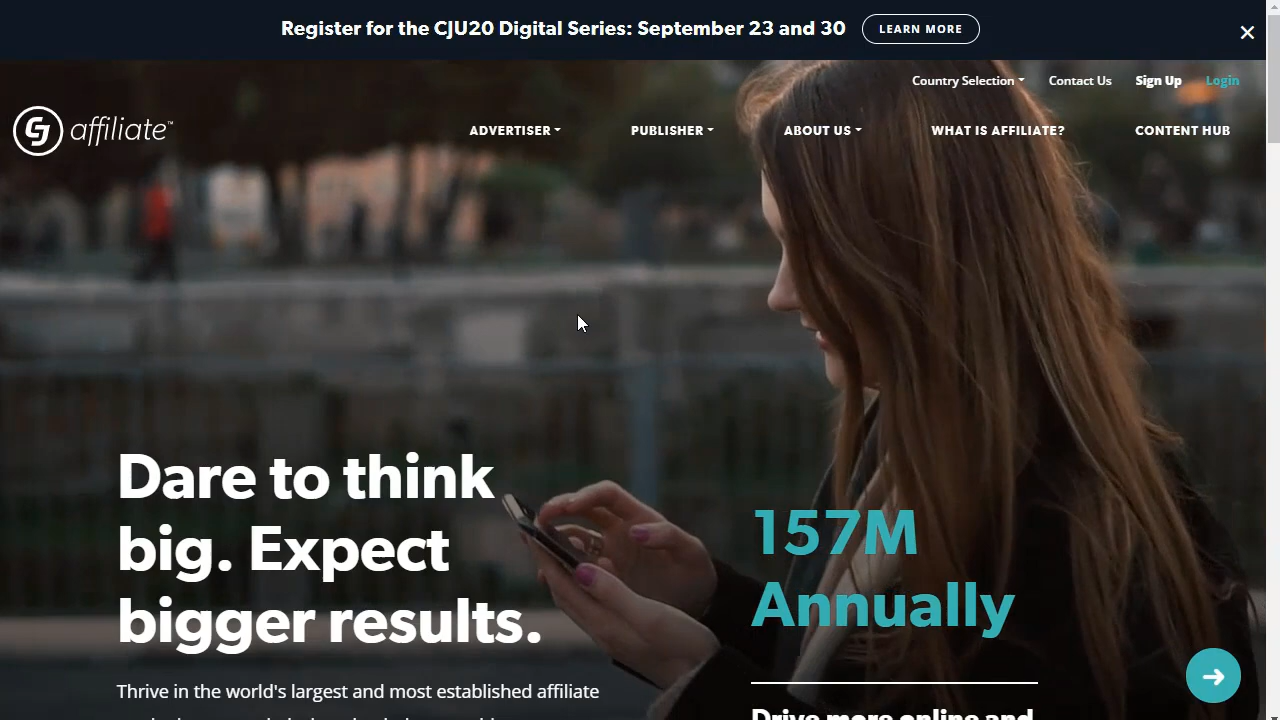 Register for the CJU20 Digital Series: September 23 and 30 LEARN MORE
Country Selection Contact Us Sign Up Login
CJ affiliate™
ADVERTISER PUBLISHER ABOUT US WHAT IS AFFILIATE? CONTENT HUB
Dare to think
big. Expect
bigger results.
157M
Annually
Thrive in the world's largest and most established affiliate
Drive more online and